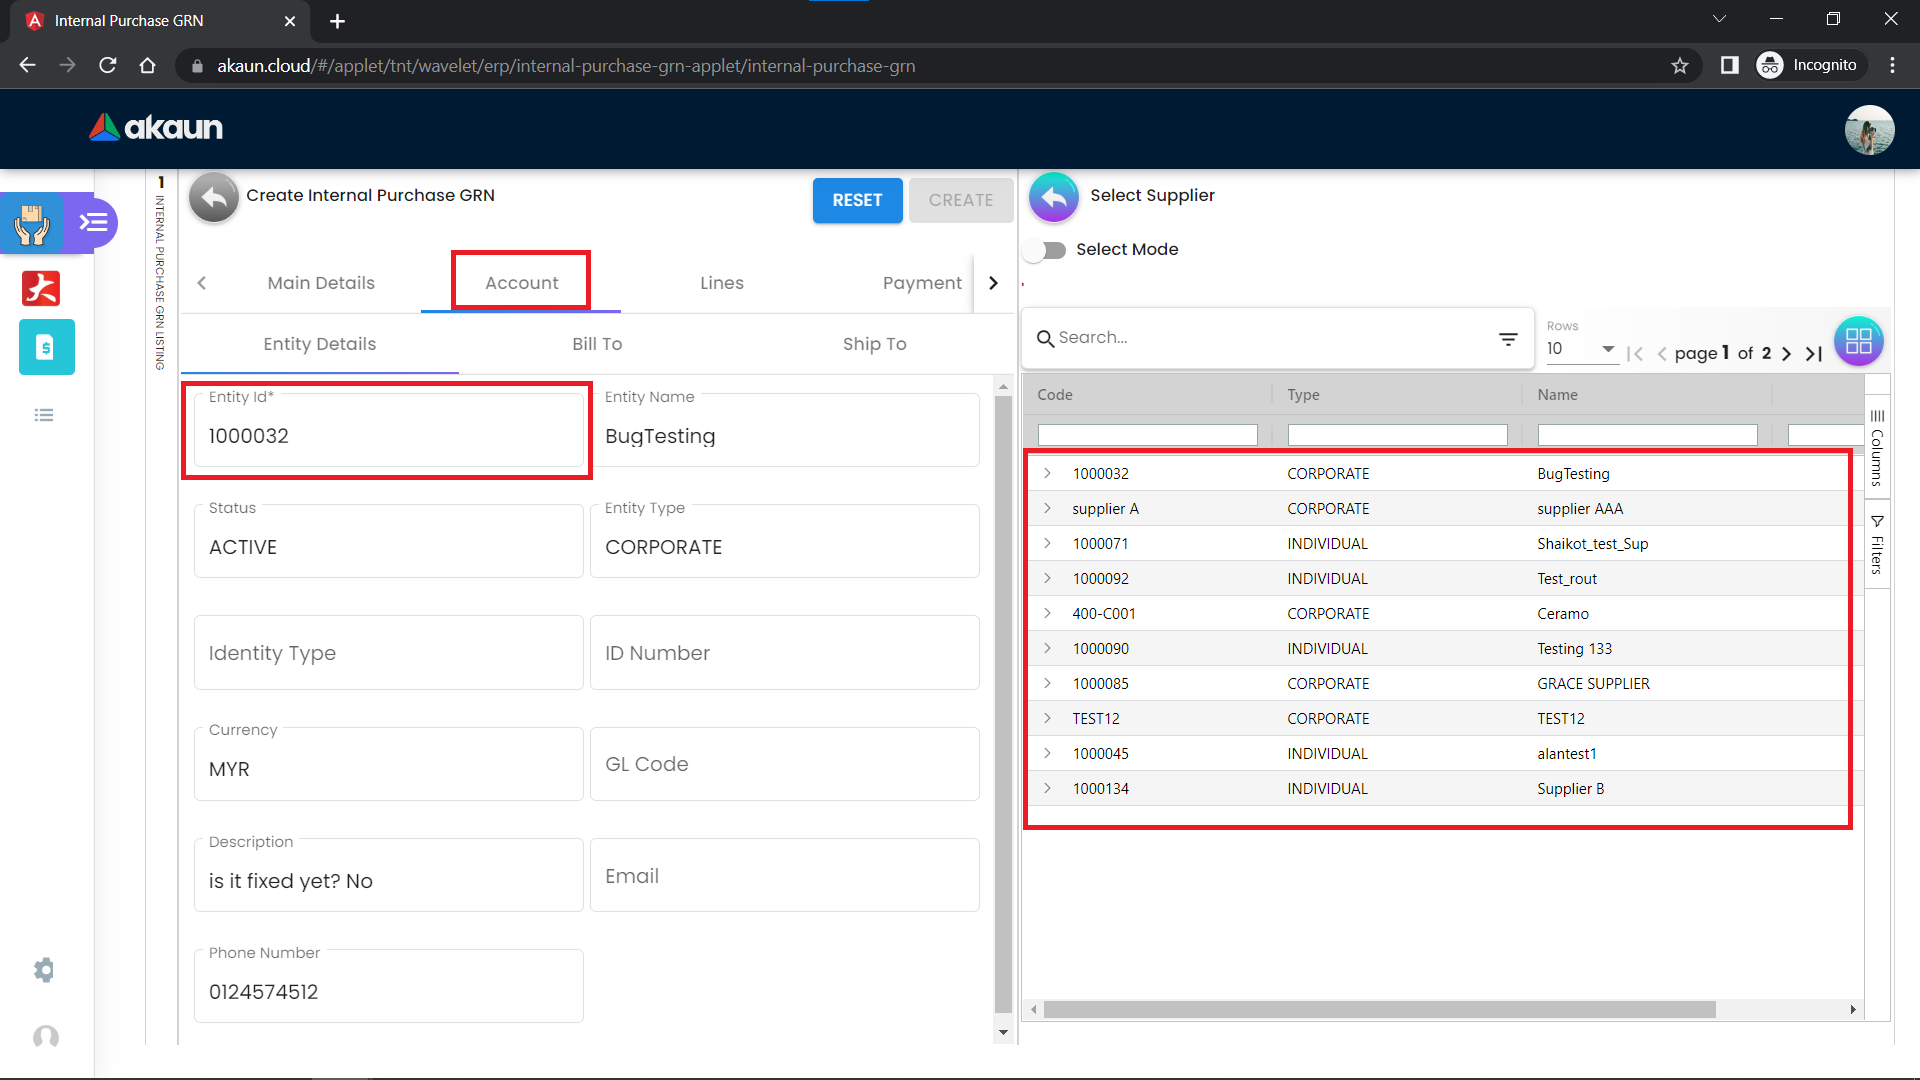 Internal Purchase GRN
akaun.cloud/#/applet/tnt/wavelet/erp/internal-purchase-grn-applet/internal-purchase-grn
Incognito
akaun
1
INTERNAL PURCHASE GRN LISTING
Create Internal Purchase GRN
RESET
CREATE
Main Details
Account
Lines
Payment
Entity Details
Bill To
Ship To
Entity Id*
1000032
Entity Name
BugTesting
Status
ACTIVE
Entity Type
CORPORATE
Identity Type
ID Number
Currency
MYR
GL Code
Description
is it fixed yet? No
Email
Phone Number
0124574512
Select Supplier
Select Mode
Search...
Rows
10
page 1 of 2
Code Type Name
1000032 CORPORATE BugTesting
supplier A CORPORATE supplier AAA
1000071 INDIVIDUAL Shaikot_test_Sup
1000092 INDIVIDUAL Test_rout
400-C001 CORPORATE Ceramo
1000090 INDIVIDUAL Testing 133
1000085 CORPORATE GRACE SUPPLIER
TEST12 CORPORATE TEST12
1000045 INDIVIDUAL alantest1
1000134 INDIVIDUAL Supplier B
Columns
Filters